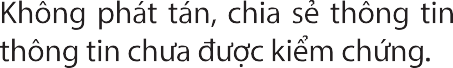 Không phát tán, chia sẻ thông tin
thông tin chưa được kiểm chứng.